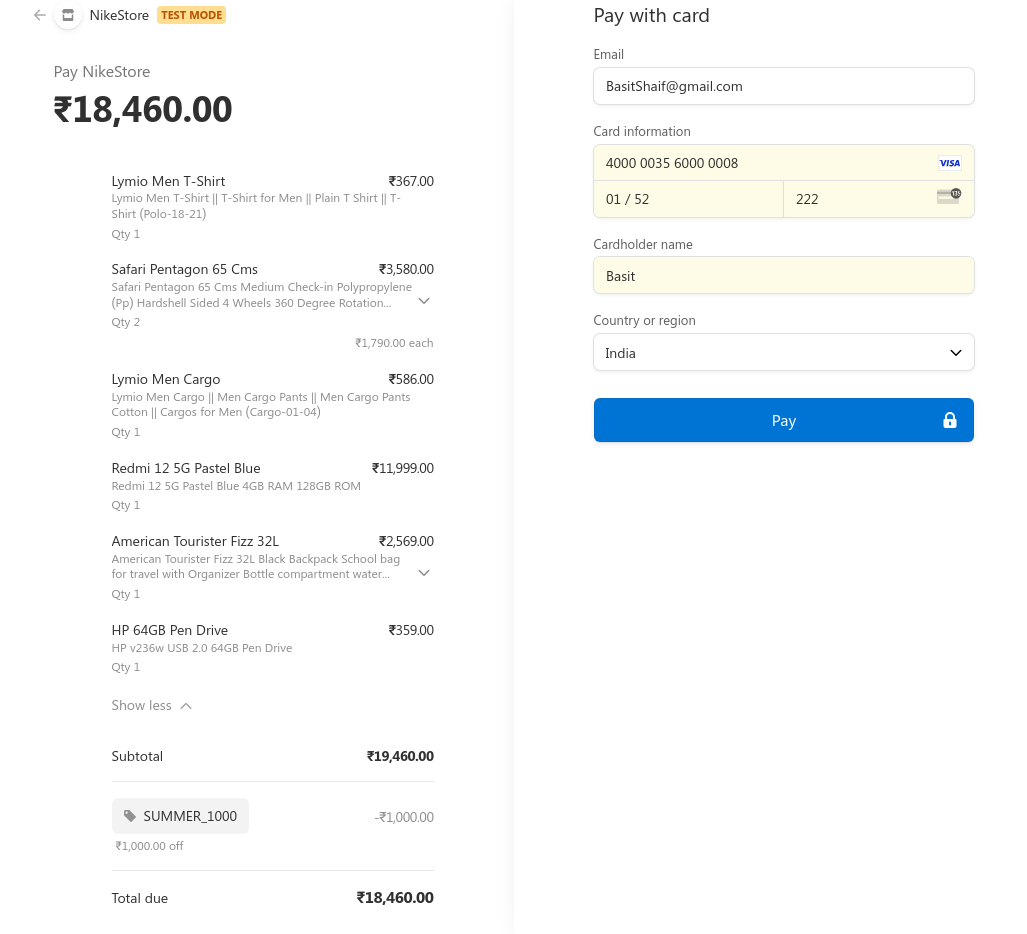 NikeStore TEST MODE
Pay NikeStore
₹18,460.00
Lymio Men T-Shirt ₹367.00
Lymio Men T-Shirt || T-Shirt for Men || Plain T Shirt || T-
Shirt (Polo-18-21)
Qty 1
Safari Pentagon 65 Cms ₹3,580.00
Safari Pentagon 65 Cms Medium Check-in Polypropylene
(Pp) Hardshell Sided 4 Wheels 360 Degree Rotation...
Qty 2
₹1,790.00 each
Lymio Men Cargo ₹586.00
Lymio Men Cargo || Men Cargo Pants || Men Cargo Pants
Cotton || Cargos for Men (Cargo-01-04)
Qty 1
Redmi 12 5G Pastel Blue ₹11,999.00
Redmi 12 5G Pastel Blue 4GB RAM 128GB ROM
Qty 1
American Tourister Fizz 32L ₹2,569.00
American Tourister Fizz 32L Black Backpack School bag
for travel with Organizer Bottle compartment water...
Qty 1
HP 64GB Pen Drive ₹359.00
HP v236w USB 2.0 64GB Pen Drive
Qty 1
Show less
Subtotal ₹19,460.00
SUMMER_1000 -₹1,000.00
₹1,000.00 off
Total due ₹18,460.00
Pay with card
Email
BasitShaif@gmail.com
Card information
4000 0035 6000 0008 VISA
01 / 52 222 135
Cardholder name
Basit
Country or region
India
Pay